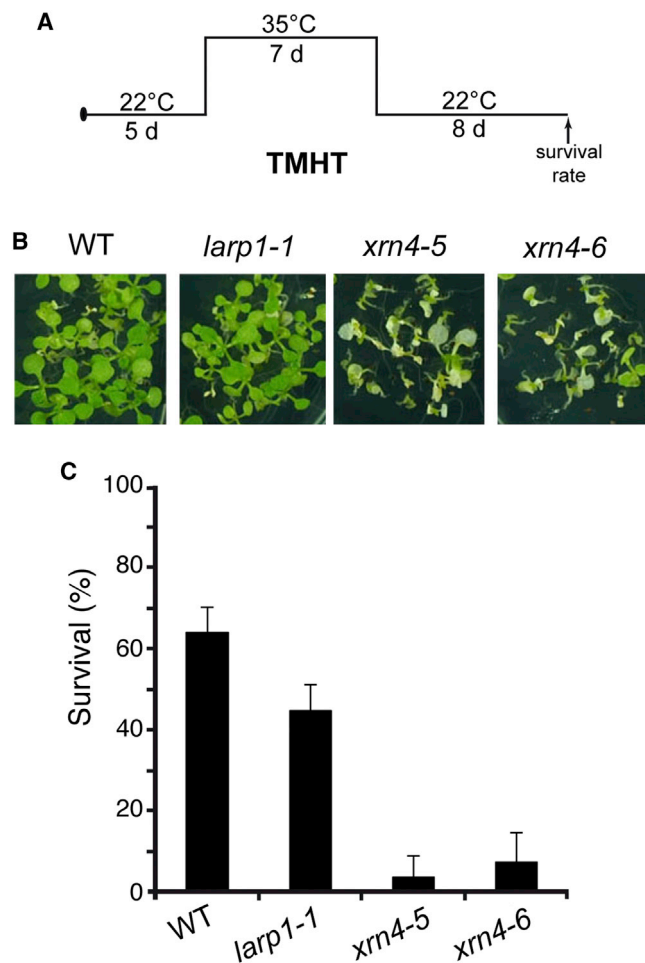 A
35°C
7 d
22°C
5 d
22°C
8 d
TMHT
survival
rate
B
WT
larp1-1
xrn4-5
xrn4-6
C
Survival (%)
100
80
60
40
20
0
WT
larp1-1
xrn4-5
xrn4-6